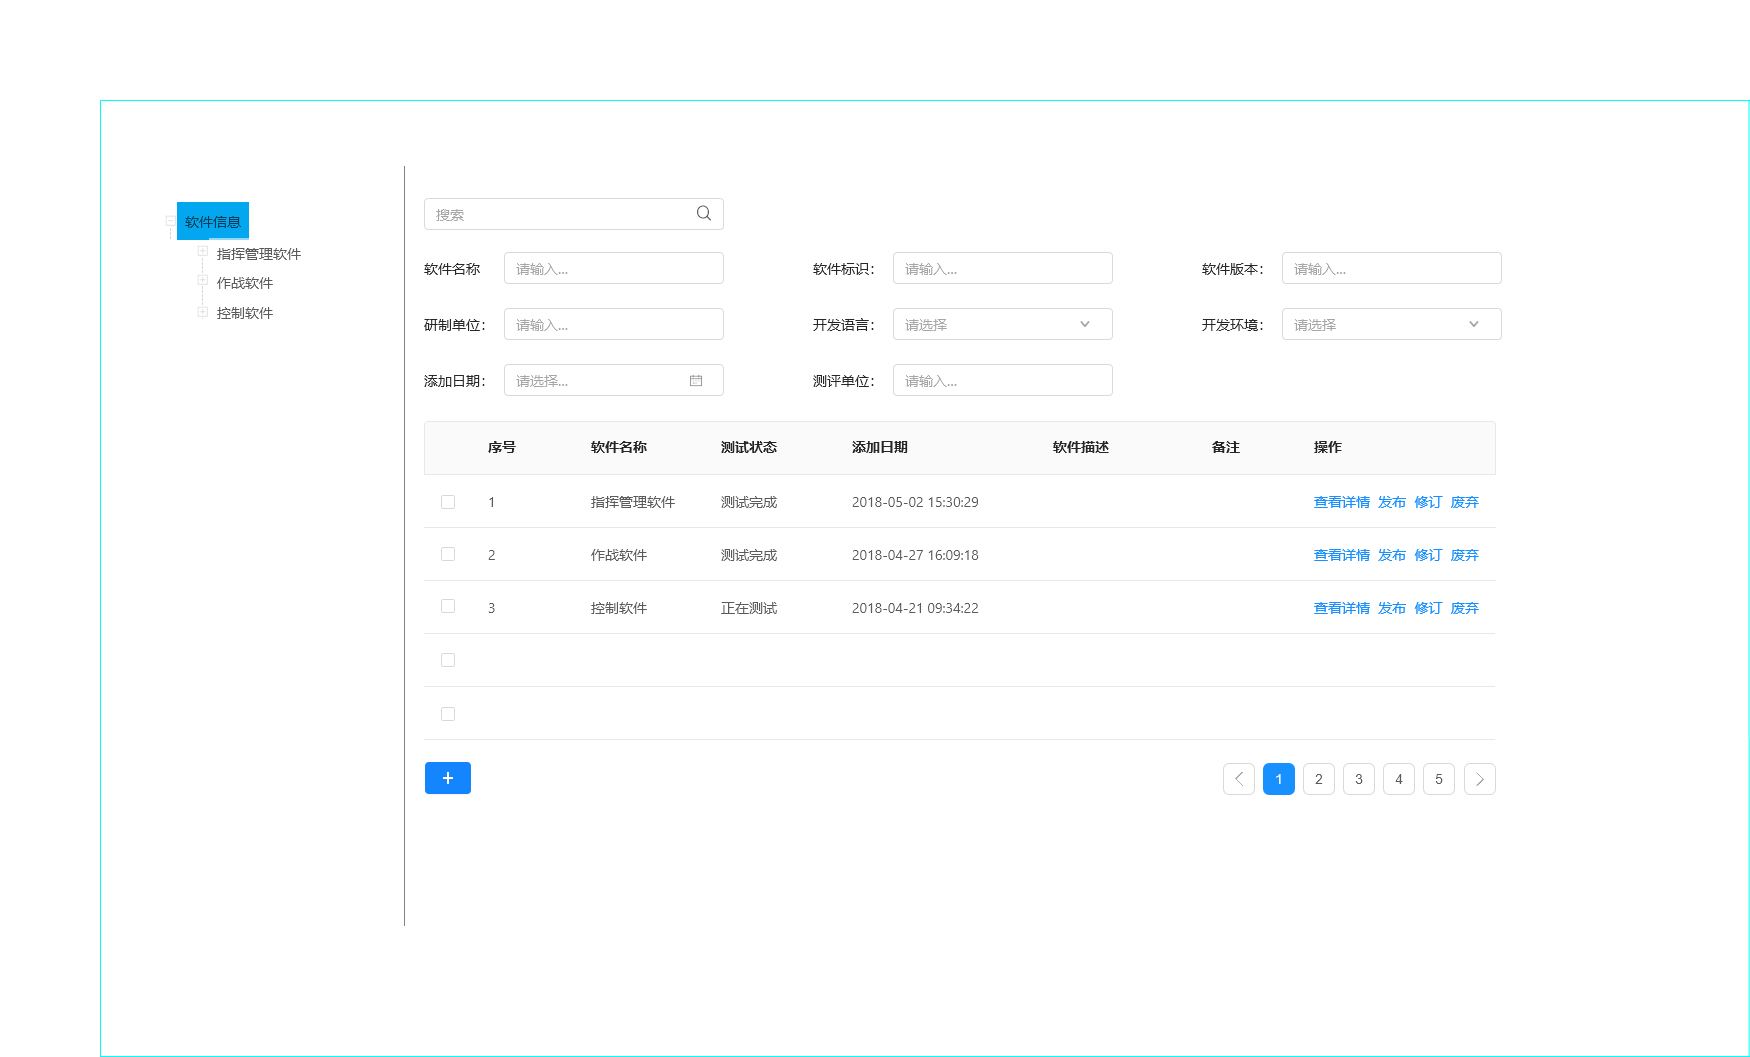 软件信息
指挥管理软件
作战软件
控制软件
搜索
软件名称 请输入... 软件标识： 请输入... 软件版本： 请输入...
研制单位： 请输入... 开发语言： 请选择 开发环境： 请选择
添加日期： 请选择... 测评单位： 请输入...
序号 软件名称 测试状态 添加日期 软件描述 备注 操作
1 指挥管理软件 测试完成 2018-05-02 15:30:29 查看详情 发布 修订 废弃
2 作战软件 测试完成 2018-04-27 16:09:18 查看详情 发布 修订 废弃
3 控制软件 正在测试 2018-04-21 09:34:22 查看详情 发布 修订 废弃
+ 1 2 3 4 5